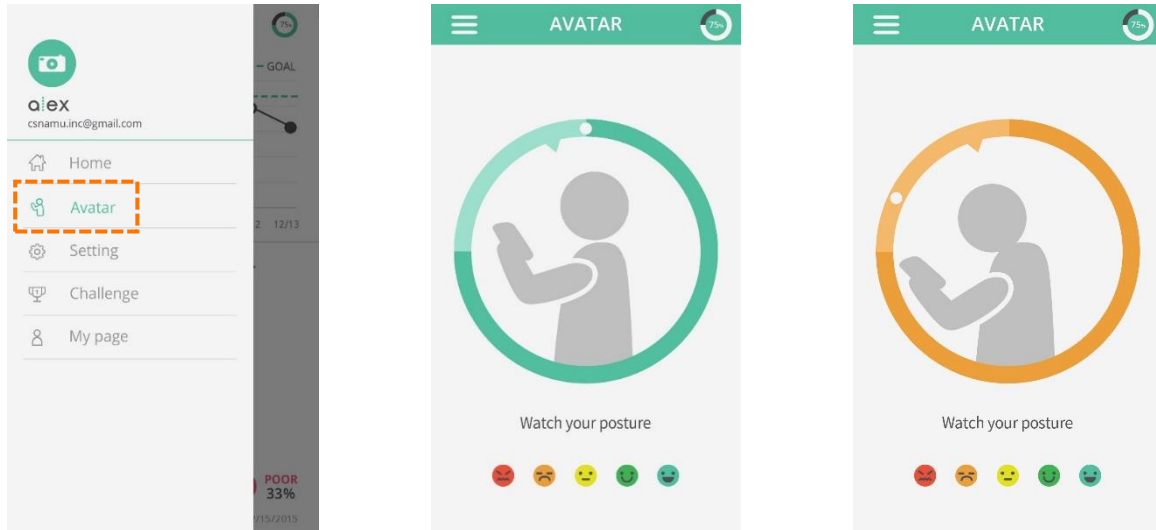 75%
GOAL
alex
csnamu.inc@gmail.com
Home
Avatar
2 12/13
Setting
Challenge
My page
POOR
33%
/15/2015
AVATAR
75%
Watch your posture
AVATAR
75%
Watch your posture